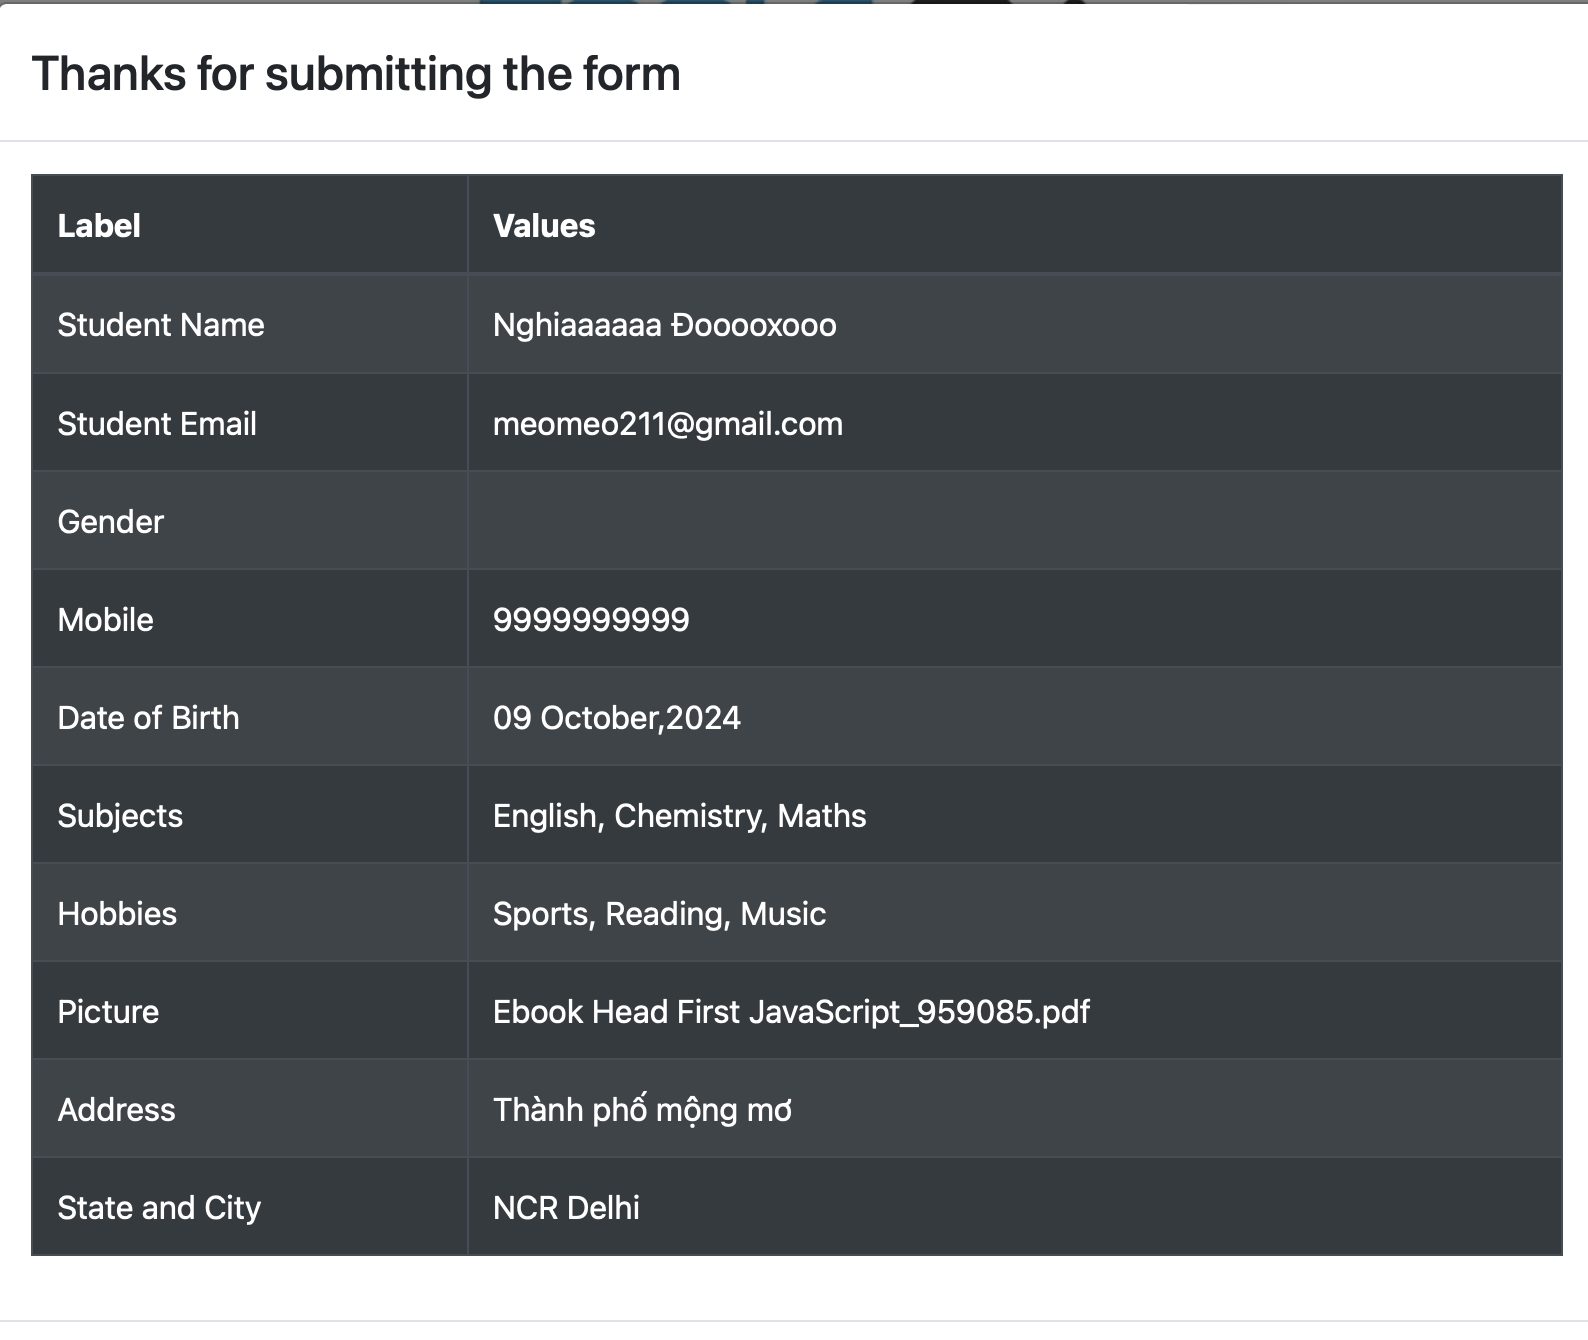 Thanks for submitting the form
Label Values
Student Name Nghiaaaaaa Đooooxooo
Student Email meomeo211@gmail.com
Gender
Mobile 9999999999
Date of Birth 09 October,2024
Subjects English, Chemistry, Maths
Hobbies Sports, Reading, Music
Picture Ebook Head First JavaScript_959085.pdf
Address Thành phố mộng mơ
State and City NCR Delhi